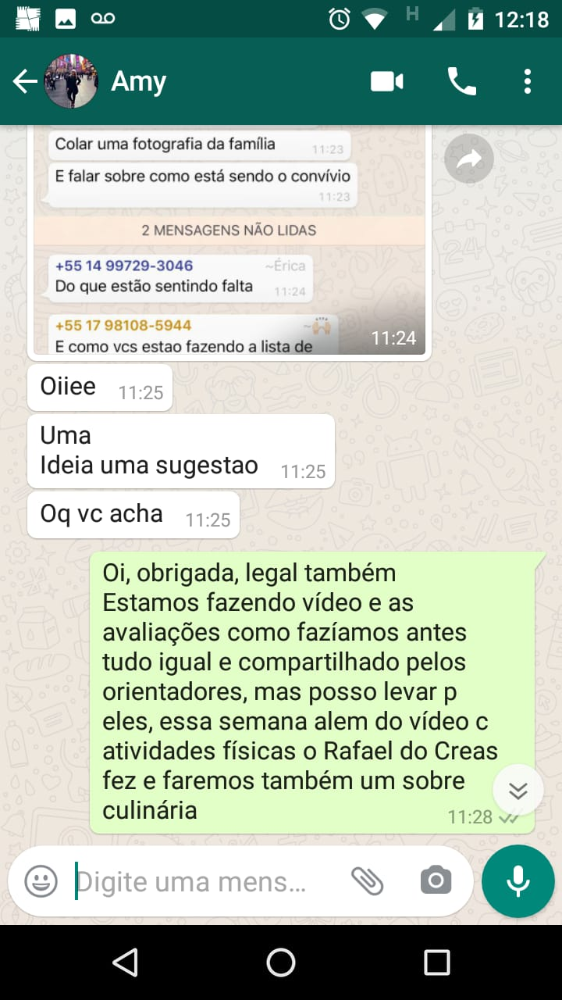 H 12:18
Amy
Colar uma fotografia da família 11:23
E falar sobre como está sendo o convívio
11:23
2 MENSAGENS NÃO LIDAS
+55 14 99729-3046 ~Érica
Do que estão sentindo falta 11:24
+55 17 98108-5944 ~🙌
E como vcs estao fazendo a lista de
11:24
Oiiee 11:25
Uma
Ideia uma sugestao 11:25
Oq vc acha 11:25
Oi, obrigada, legal também
Estamos fazendo vídeo e as
avaliações como fazíamos antes
tudo igual e compartilhado pelos
orientadores, mas posso levar p
eles, essa semana alem do vídeo c
atividades físicas o Rafael do Creas
fez e faremos também um sobre
culinária
11:28
Digite uma mens...